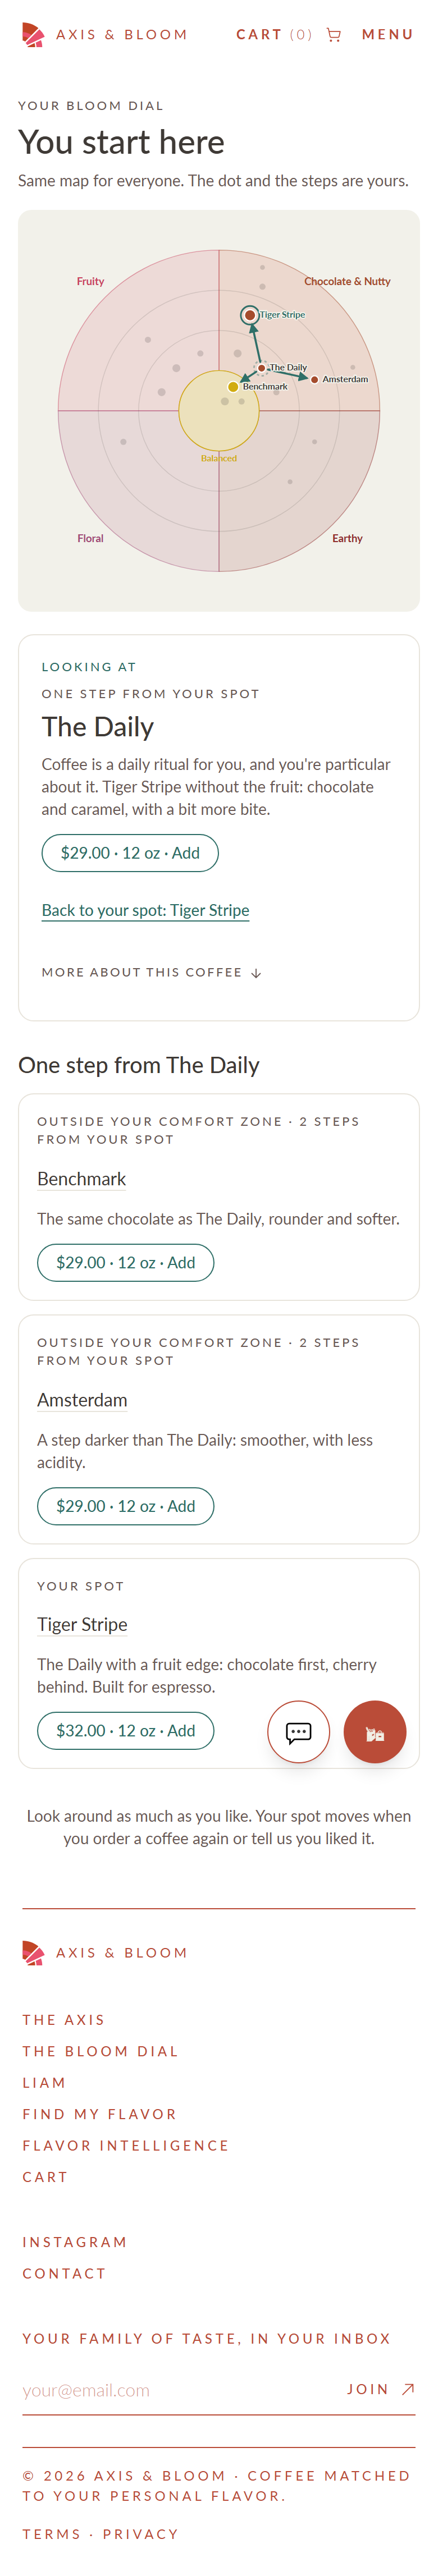 AXIS & BLOOM
CART (0)
MENU
YOUR BLOOM DIAL
You start here
Same map for everyone. The dot and the steps are yours.
Fruity
Chocolate & Nutty
Tiger Stripe
The Daily
Amsterdam
Benchmark
Balanced
Floral
Earthy
LOOKING AT
ONE STEP FROM YOUR SPOT
The Daily
Coffee is a daily ritual for you, and you're particular
about it. Tiger Stripe without the fruit: chocolate
and caramel, with a bit more bite.
$29.00 · 12 oz · Add
Back to your spot: Tiger Stripe
MORE ABOUT THIS COFFEE ↓
One step from The Daily
OUTSIDE YOUR COMFORT ZONE · 2 STEPS
FROM YOUR SPOT
Benchmark
The same chocolate as The Daily, rounder and softer.
$29.00 · 12 oz · Add
OUTSIDE YOUR COMFORT ZONE · 2 STEPS
FROM YOUR SPOT
Amsterdam
A step darker than The Daily: smoother, with less
acidity.
$29.00 · 12 oz · Add
YOUR SPOT
Tiger Stripe
The Daily with a fruit edge: chocolate first, cherry
behind. Built for espresso.
$32.00 · 12 oz · Add
Look around as much as you like. Your spot moves when
you order a coffee again or tell us you liked it.
AXIS & BLOOM
THE AXIS
THE BLOOM DIAL
LIAM
FIND MY FLAVOR
FLAVOR INTELLIGENCE
CART
INSTAGRAM
CONTACT
YOUR FAMILY OF TASTE, IN YOUR INBOX
your@email.com
JOIN ↗
© 2026 AXIS & BLOOM · COFFEE MATCHED
TO YOUR PERSONAL FLAVOR.
TERMS · PRIVACY